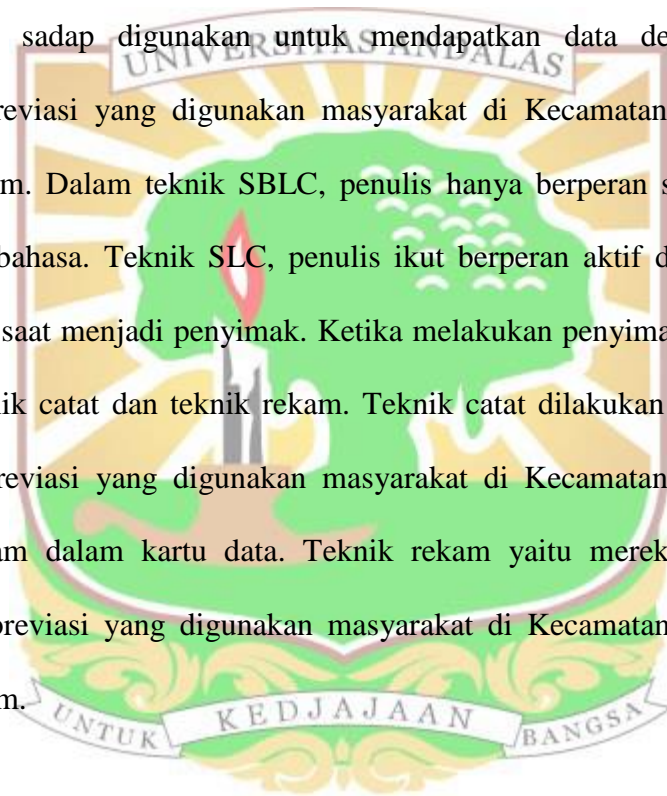 sadap digunakan untuk mendapatkan data de
UNIVERSITAS ANDALAS
reviasi yang digunakan masyarakat di Kecamatan
m. Dalam teknik SBLC, penulis hanya berperan s
bahasa. Teknik SLC, penulis ikut berperan aktif d
saat menjadi penyimak. Ketika melakukan penyima
nik catat dan teknik rekam. Teknik catat dilakukan
reviasi yang digunakan masyarakat di Kecamatan
am dalam kartu data. Teknik rekam yaitu merek
breviasi yang digunakan masyarakat di Kecamatan
m.
UNTUK KEDJAJAAN BANGSA